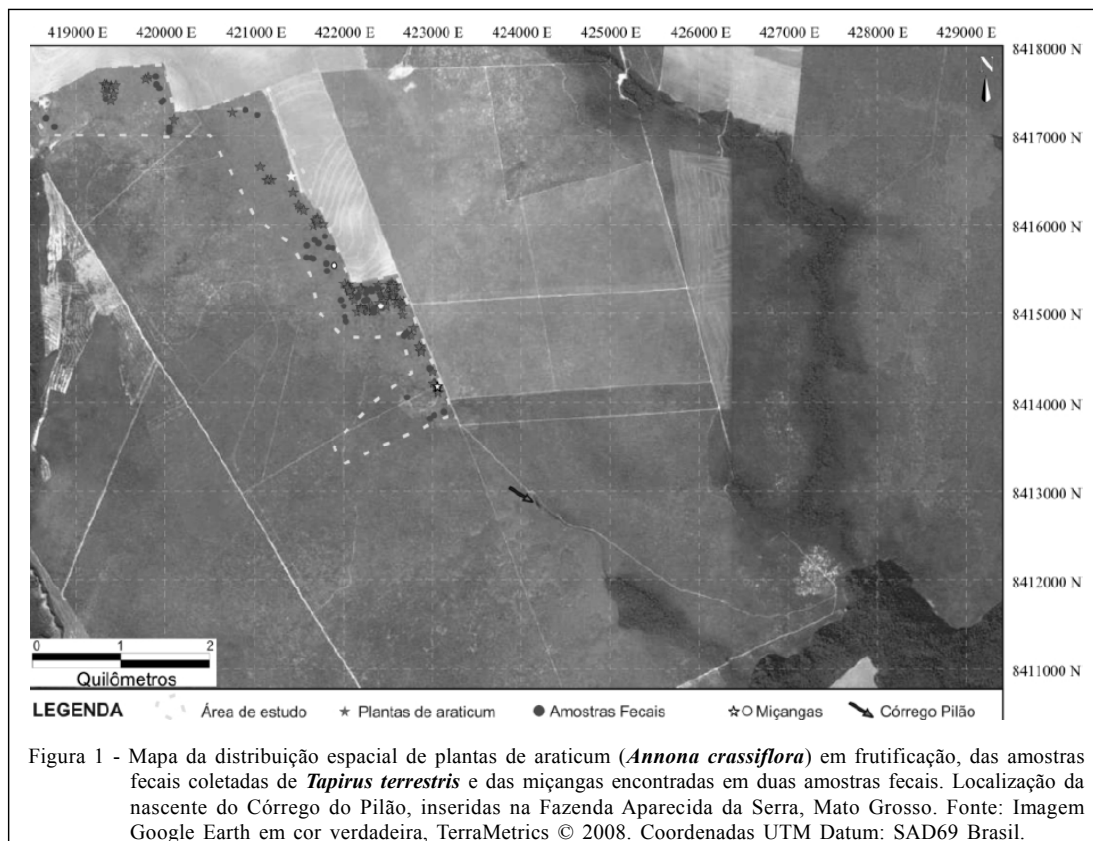 419000 E 420000 E 421000 E 422000 E 423000 E 424000 E 425000 E 426000 E 427000 E 428000 E 429000 E
8418000 N
8417000 N
8416000 N
8415000 N
8414000 N
8413000 N
8412000 N
8411000 N
0 1 2
Quilômetros
LEGENDA Área de estudo Plantas de araticum Amostras Fecais Miçangas Córrego Pilão
Figura 1 - Mapa da distribuição espacial de plantas de araticum (Annona crassiflora) em frutificação, das amostras
fecais coletadas de Tapirus terrestris e das miçangas encontradas em duas amostras fecais. Localização da
nascente do Córrego do Pilão, inseridas na Fazenda Aparecida da Serra, Mato Grosso. Fonte: Imagem
Google Earth em cor verdadeira, TerraMetrics © 2008. Coordenadas UTM Datum: SAD69 Brasil.